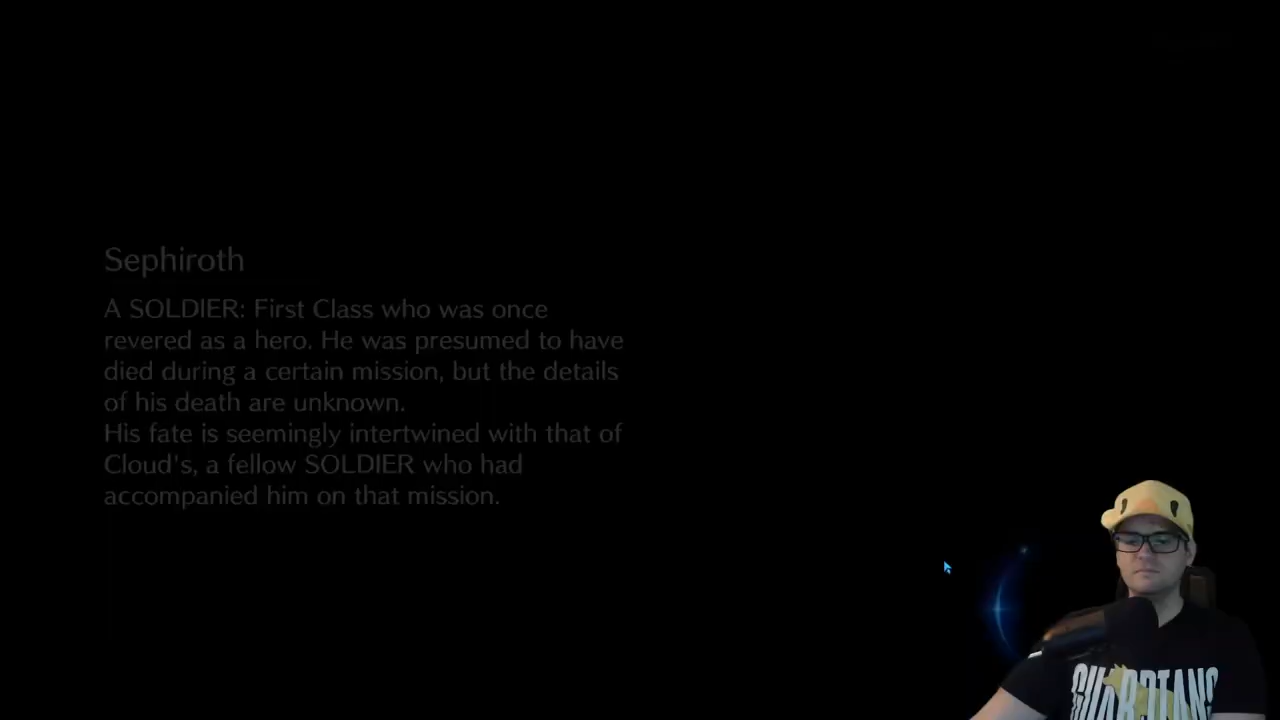 Sephiroth
A SOLDIER: First Class who was once
revered as a hero. He was presumed to have
died during a certain mission, but the details
of his death are unknown.
His fate is seemingly intertwined with that of
Cloud's, a fellow SOLDIER who had
accompanied him on that mission.
GUARDIANS